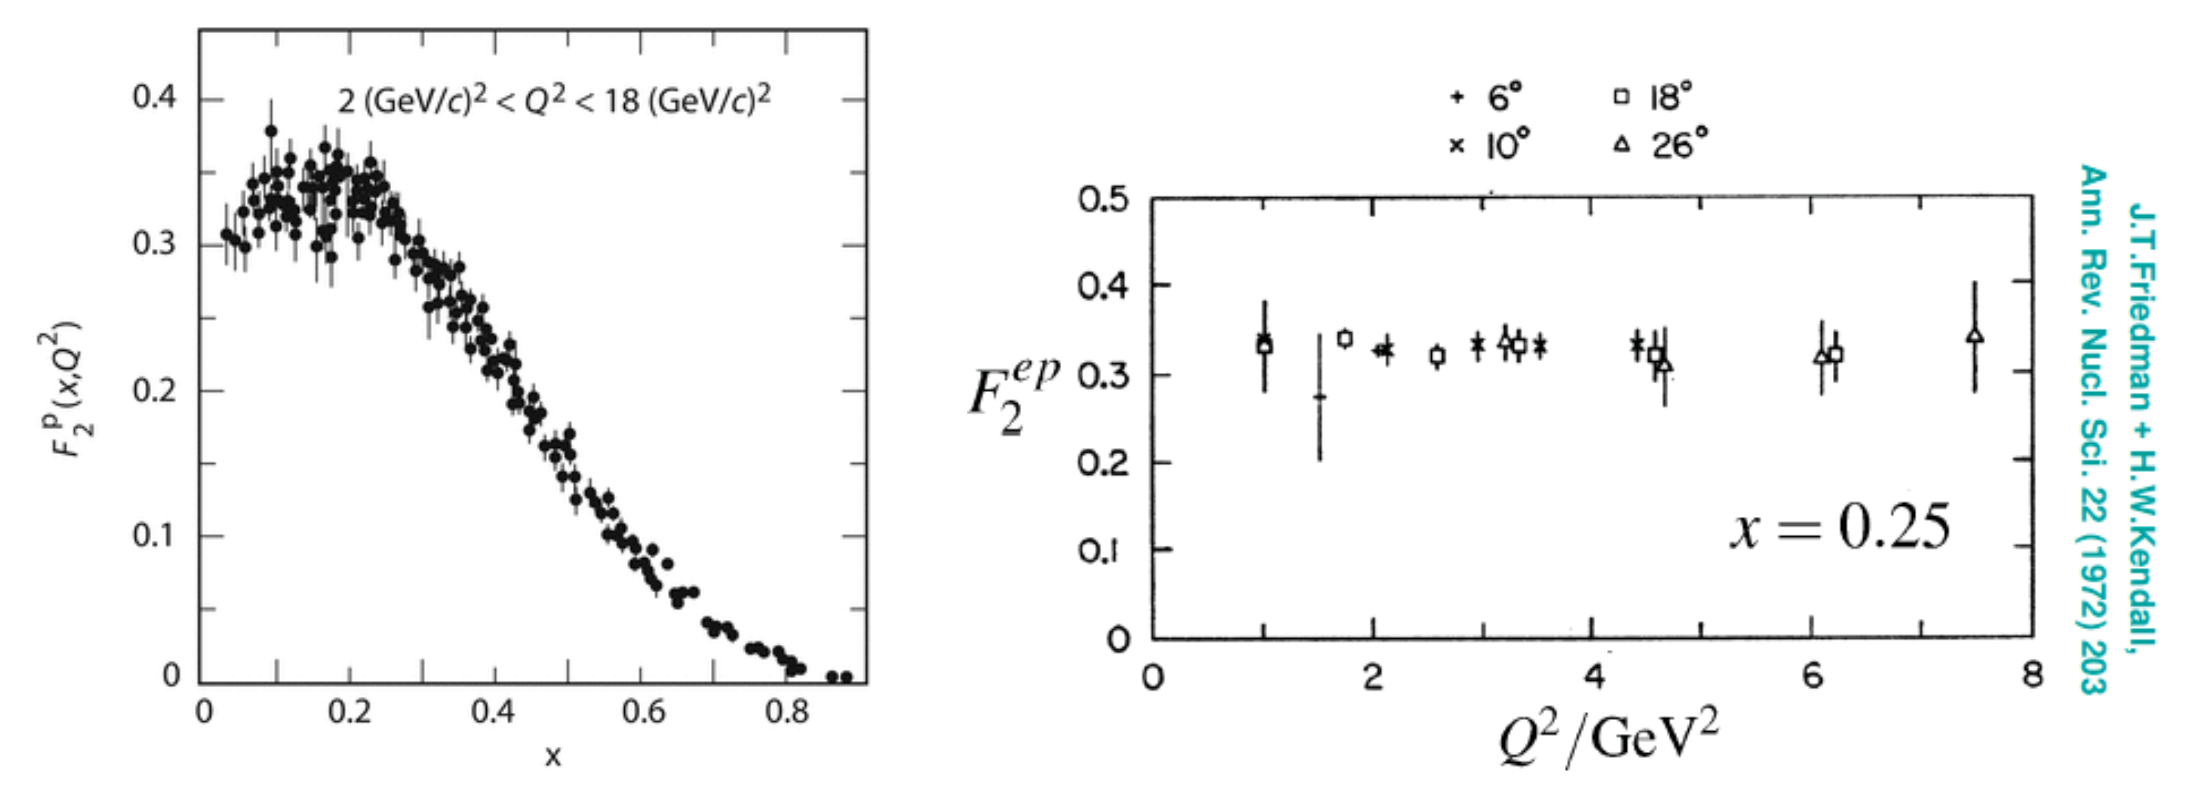 2 (GeV/c)² < Q² < 18 (GeV/c)²
0.4
0.3
0.2
0.1
0
F₂ᵖ(x,Q²)
0 0.2 0.4 0.6 0.8
x
+ 6° □ 18°
× 10° △ 26°
0.5
0.4
0.3
0.2
0.1
0
F₂ᵉᵖ
x = 0.25
0 2 4 6 8
Q²/GeV²
J.T.Friedman + H.W.Kendall,
Ann. Rev. Nucl. Sci. 22 (1972) 203